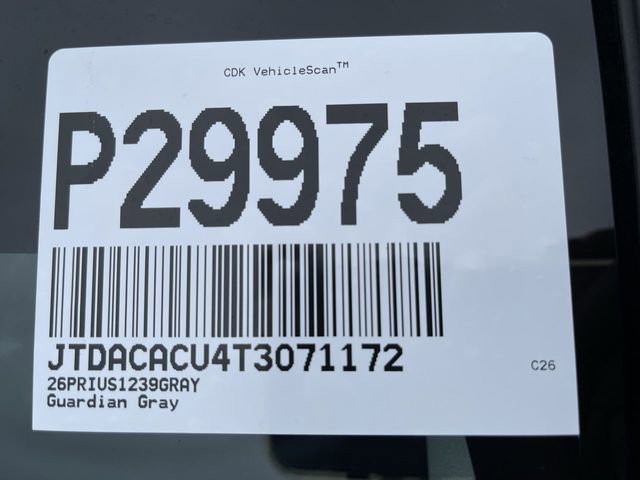 CDK VehicleScan™
P29975
JTDACACU4T3071172
26PRIUS1239GRAY
Guardian Gray
C26